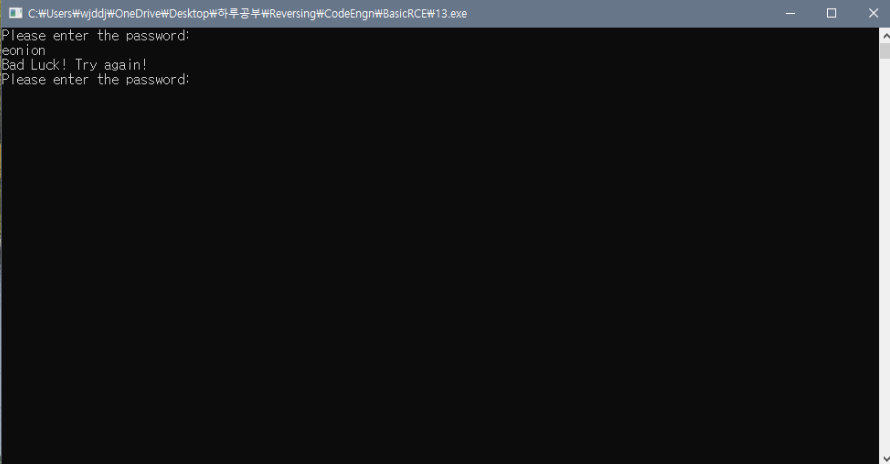 C:₩Users₩wjddj₩OneDrive₩Desktop₩하루공부₩Reversing₩CodeEngn₩BasicRCE₩13.exe
Please enter the password:
eonion
Bad Luck! Try again!
Please enter the password: